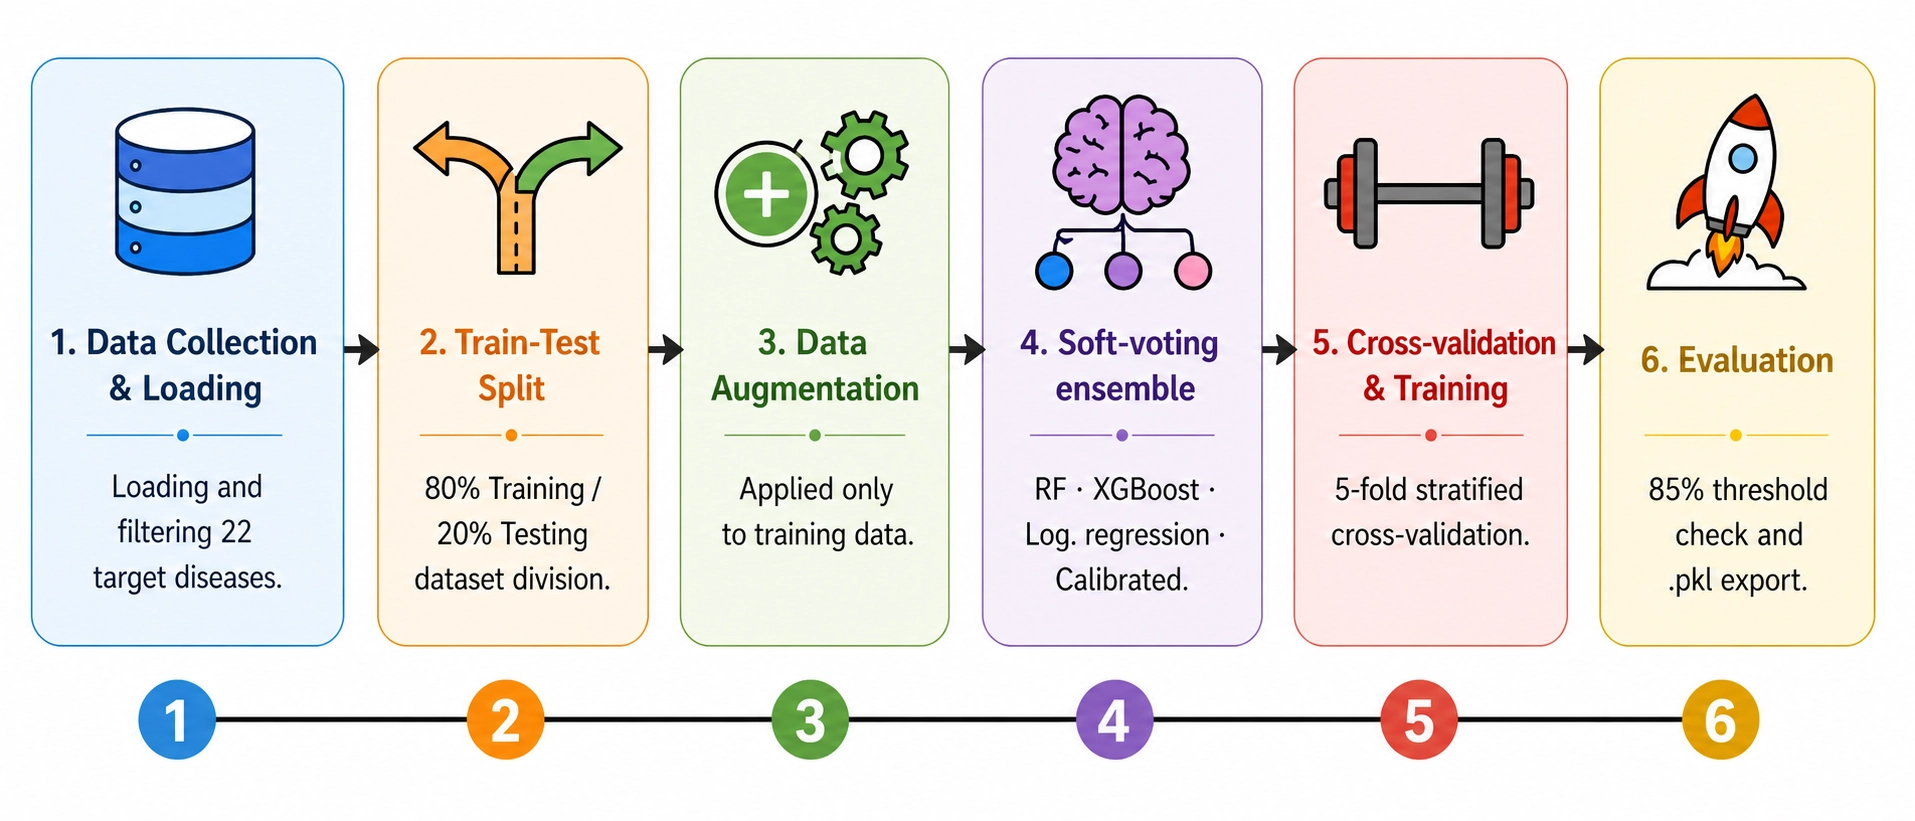 1. Data Collection
& Loading
Loading and
filtering 22
target diseases.
2. Train-Test
Split
80% Training /
20% Testing
dataset division.
3. Data
Augmentation
Applied only
to training data.
4. Soft-voting
ensemble
RF · XGBoost ·
Log. regression ·
Calibrated.
5. Cross-validation
& Training
5-fold stratified
cross-validation.
6. Evaluation
85% threshold
check and
.pkl export.
1
2
3
4
5
6